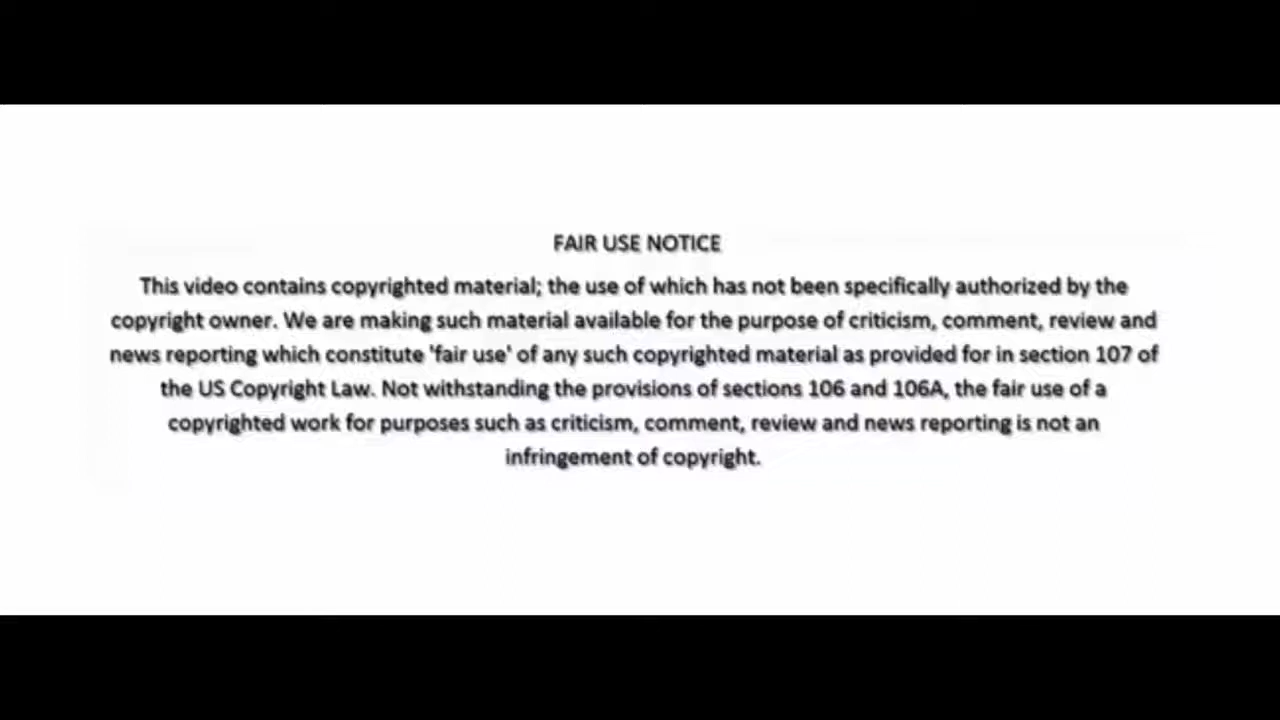 FAIR USE NOTICE
This video contains copyrighted material; the use of which has not been specifically authorized by the
copyright owner. We are making such material available for the purpose of criticism, comment, review and
news reporting which constitute 'fair use' of any such copyrighted material as provided for in section 107 of
the US Copyright Law. Not withstanding the provisions of sections 106 and 106A, the fair use of a
copyrighted work for purposes such as criticism, comment, review and news reporting is not an
infringement of copyright.